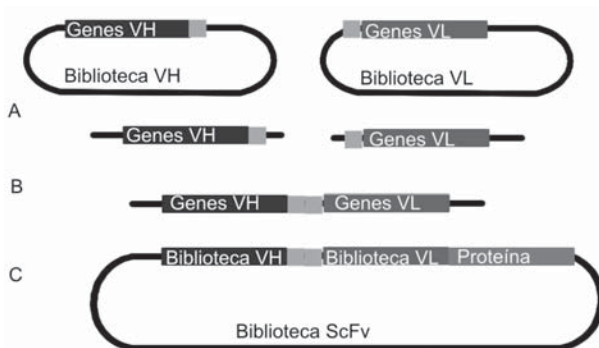 Genes VH
Genes VL
Biblioteca VH
Biblioteca VL
A
Genes VH
Genes VL
B
Genes VH
Genes VL
Biblioteca VH
Biblioteca VL
Proteína
C
Biblioteca ScFv